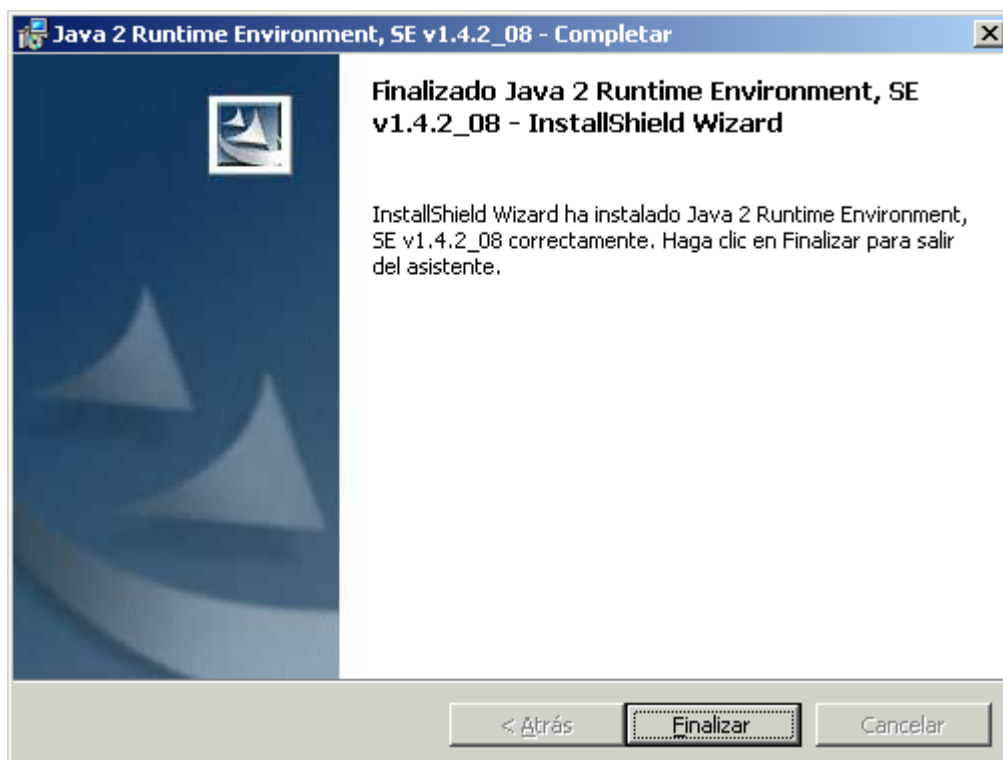 Java 2 Runtime Environment, SE v1.4.2_08 - Completar
Finalizado Java 2 Runtime Environment, SE
v1.4.2_08 - InstallShield Wizard
InstallShield Wizard ha instalado Java 2 Runtime Environment,
SE v1.4.2_08 correctamente. Haga clic en Finalizar para salir
del asistente.
< Atrás
Finalizar
Cancelar